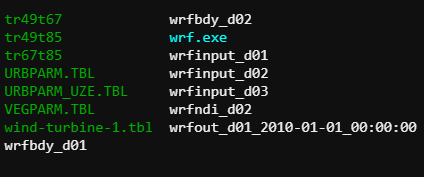 tr49t67 wrfbdy_d02
tr49t85 wrf.exe
tr67t85 wrfinput_d01
URBPARM.TBL wrfinput_d02
URBPARM_UZE.TBL wrfinput_d03
VEGPARM.TBL wrfndi_d02
wind-turbine-1.tbl wrfout_d01_2010-01-01_00:00:00
wrfbdy_d01